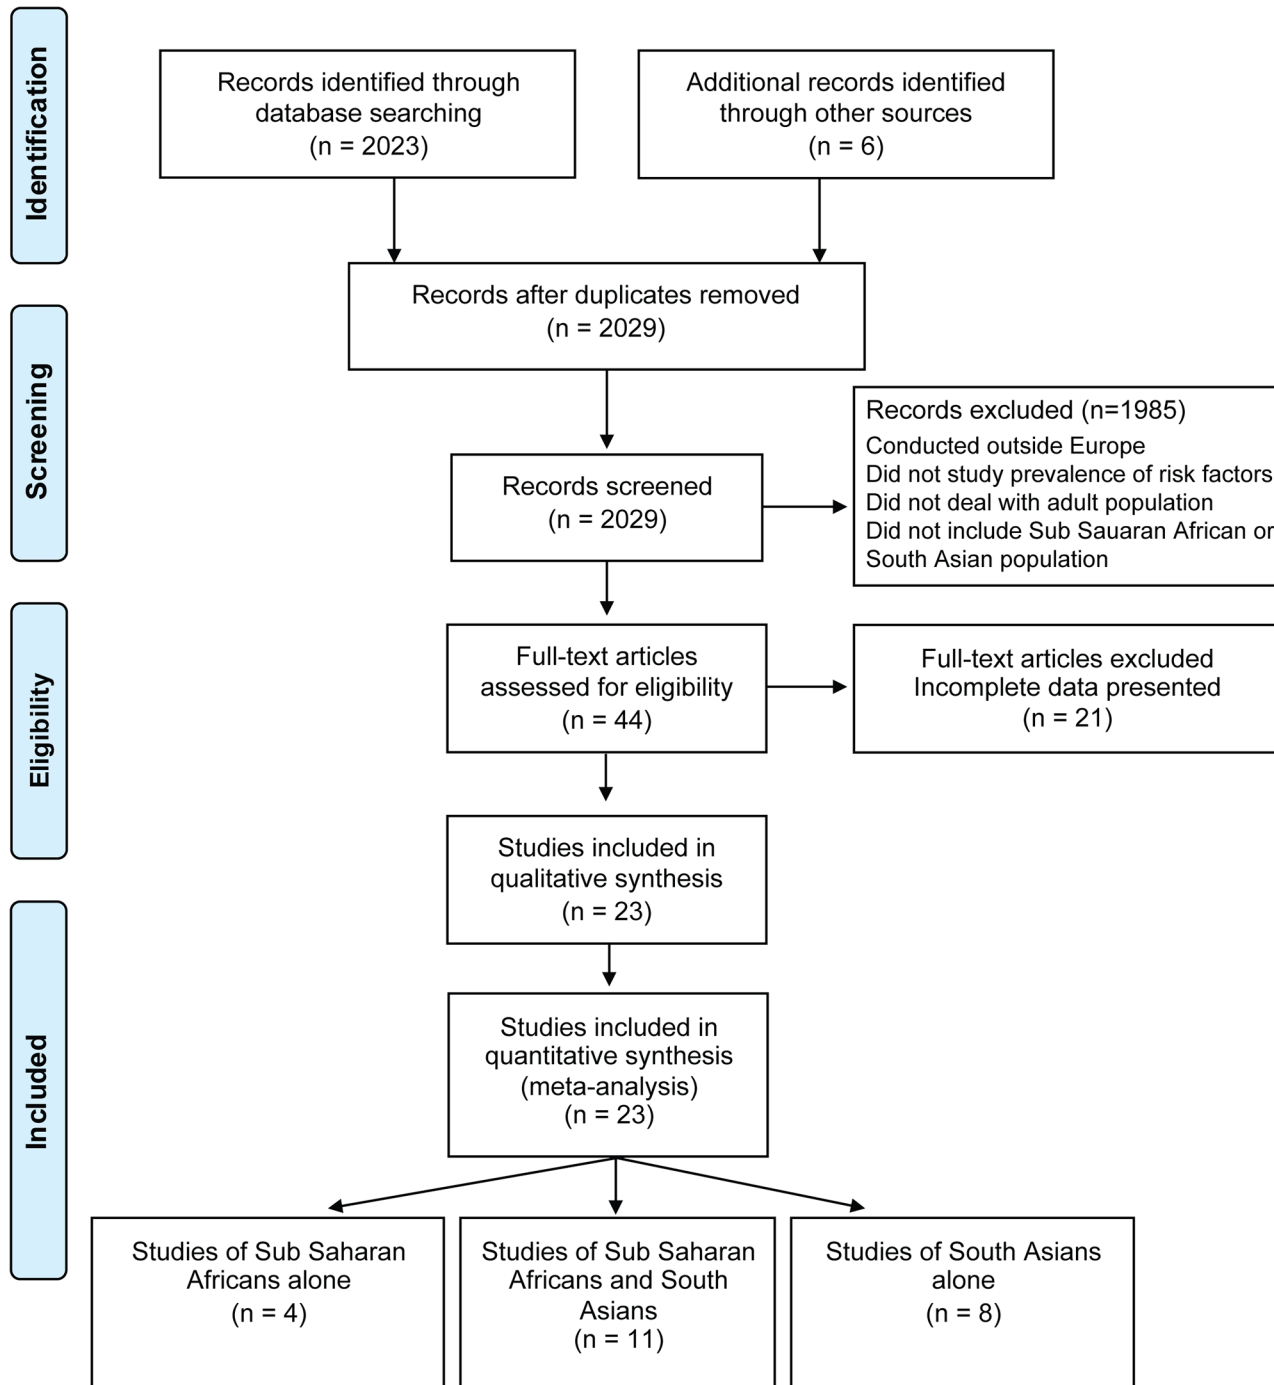 Identification
Records identified through
database searching
(n = 2023)
Additional records identified
through other sources
(n = 6)
Records after duplicates removed
(n = 2029)
Screening
Records screened
(n = 2029)
Records excluded (n=1985)
Conducted outside Europe
Did not study prevalence of risk factors
Did not deal with adult population
Did not include Sub Sauaran African or
South Asian population
Eligibility
Full-text articles
assessed for eligibility
(n = 44)
Full-text articles excluded
Incomplete data presented
(n = 21)
Studies included in
qualitative synthesis
(n = 23)
Included
Studies included in
quantitative synthesis
(meta-analysis)
(n = 23)
Studies of Sub Saharan
Africans alone
(n = 4)
Studies of Sub Saharan
Africans and South
Asians
(n = 11)
Studies of South Asians
alone
(n = 8)